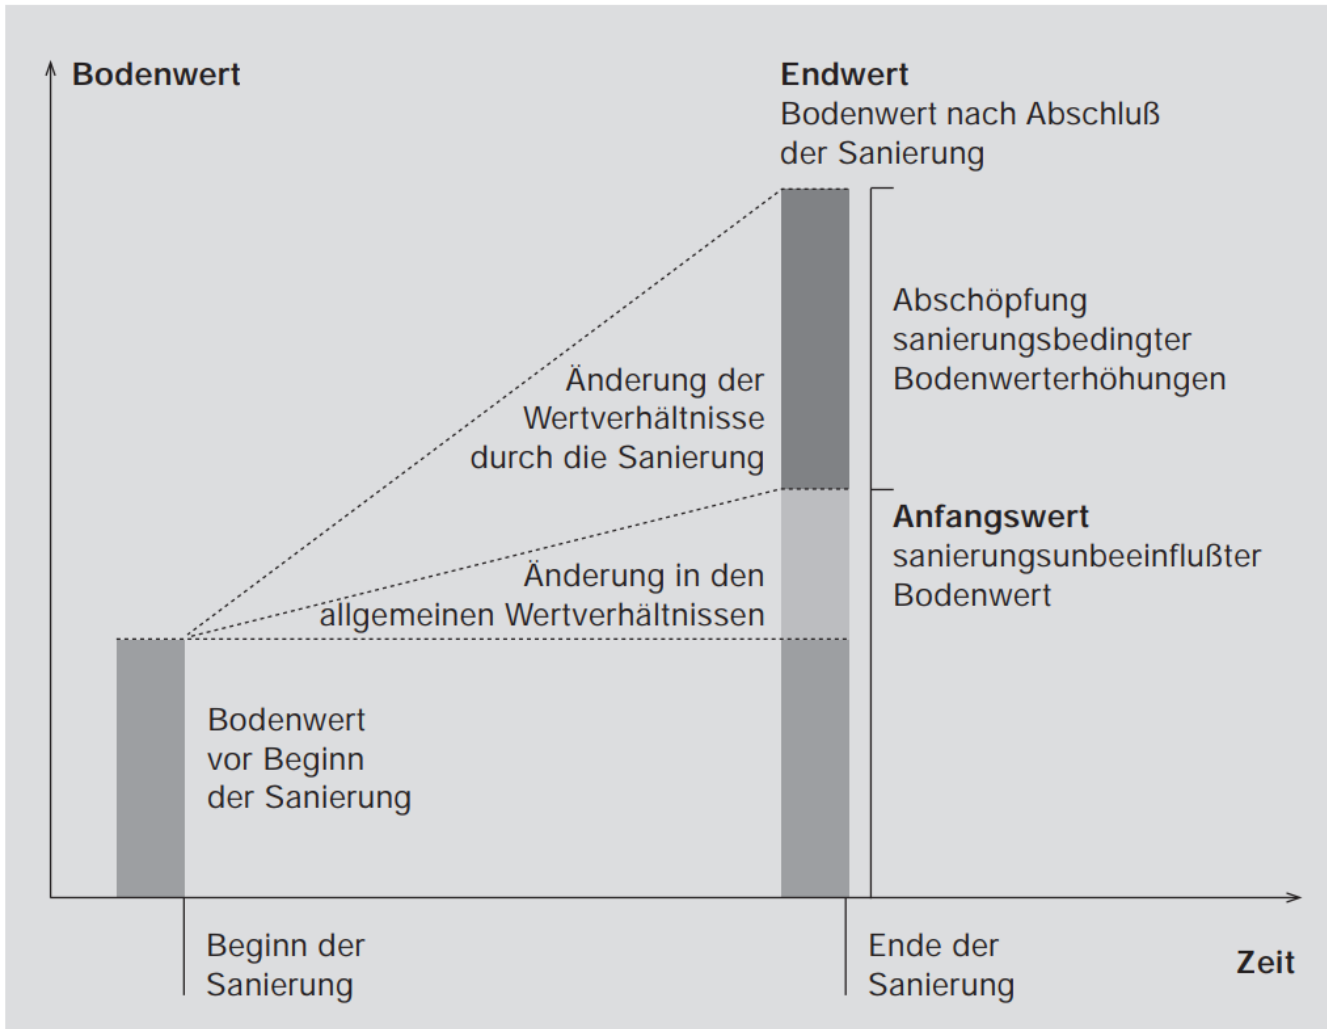 Bodenwert
Endwert
Bodenwert nach Abschluß
der Sanierung
Abschöpfung
sanierungsbedingter
Bodenwerterhöhungen
Änderung der
Wertverhältnisse
durch die Sanierung
Anfangswert
sanierungsunbeeinflußter
Bodenwert
Änderung in den
allgemeinen Wertverhältnissen
Bodenwert
vor Beginn
der Sanierung
Beginn der
Sanierung
Ende der
Sanierung
Zeit